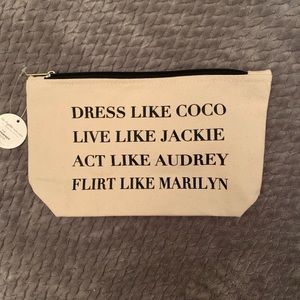 DRESS LIKE COCO
LIVE LIKE JACKIE
ACT LIKE AUDREY
FLIRT LIKE MARILYN